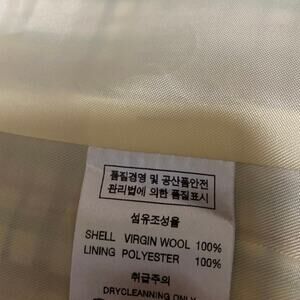 품질경영 및 공산품안전
관리법에 의한 품질표시
섬유조성율
SHELL VIRGIN WOOL 100%
LINING POLYESTER 100%
취급주의
DRYCLEANNING ONLY